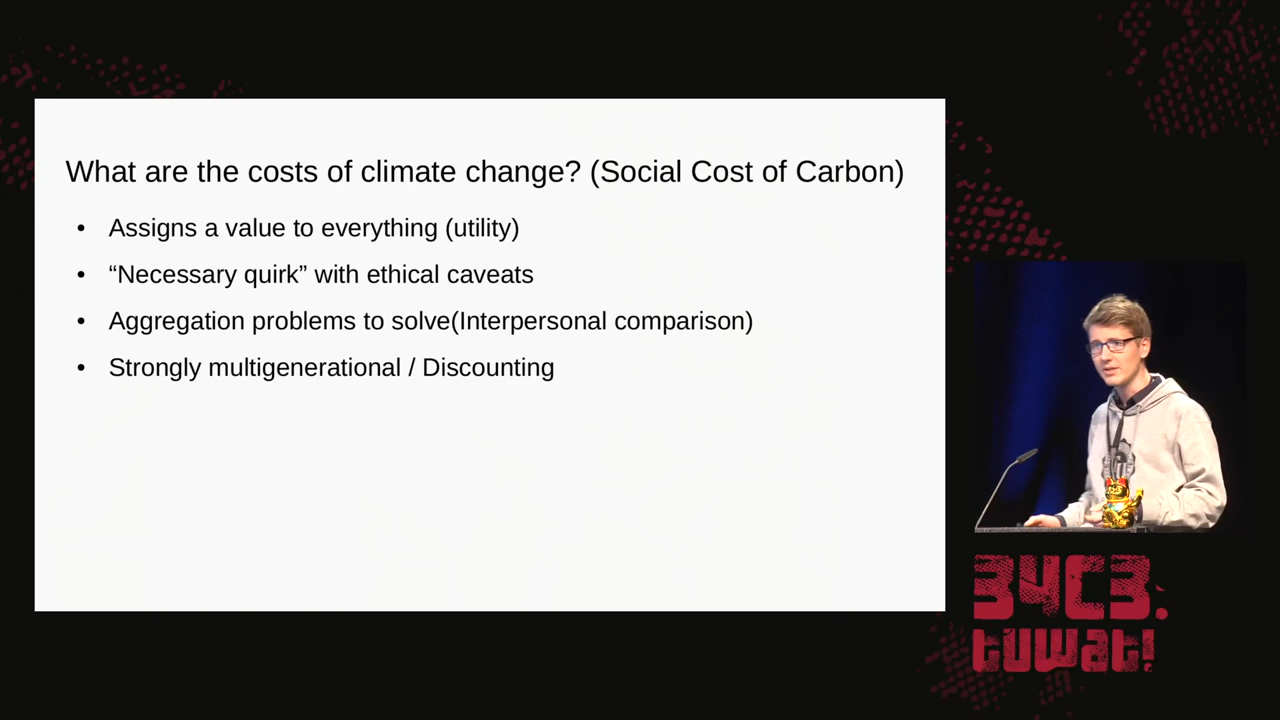 What are the costs of climate change? (Social Cost of Carbon)
• Assigns a value to everything (utility)
• “Necessary quirk” with ethical caveats
• Aggregation problems to solve(Interpersonal comparison)
• Strongly multigenerational / Discounting
34C3.
tuwat!